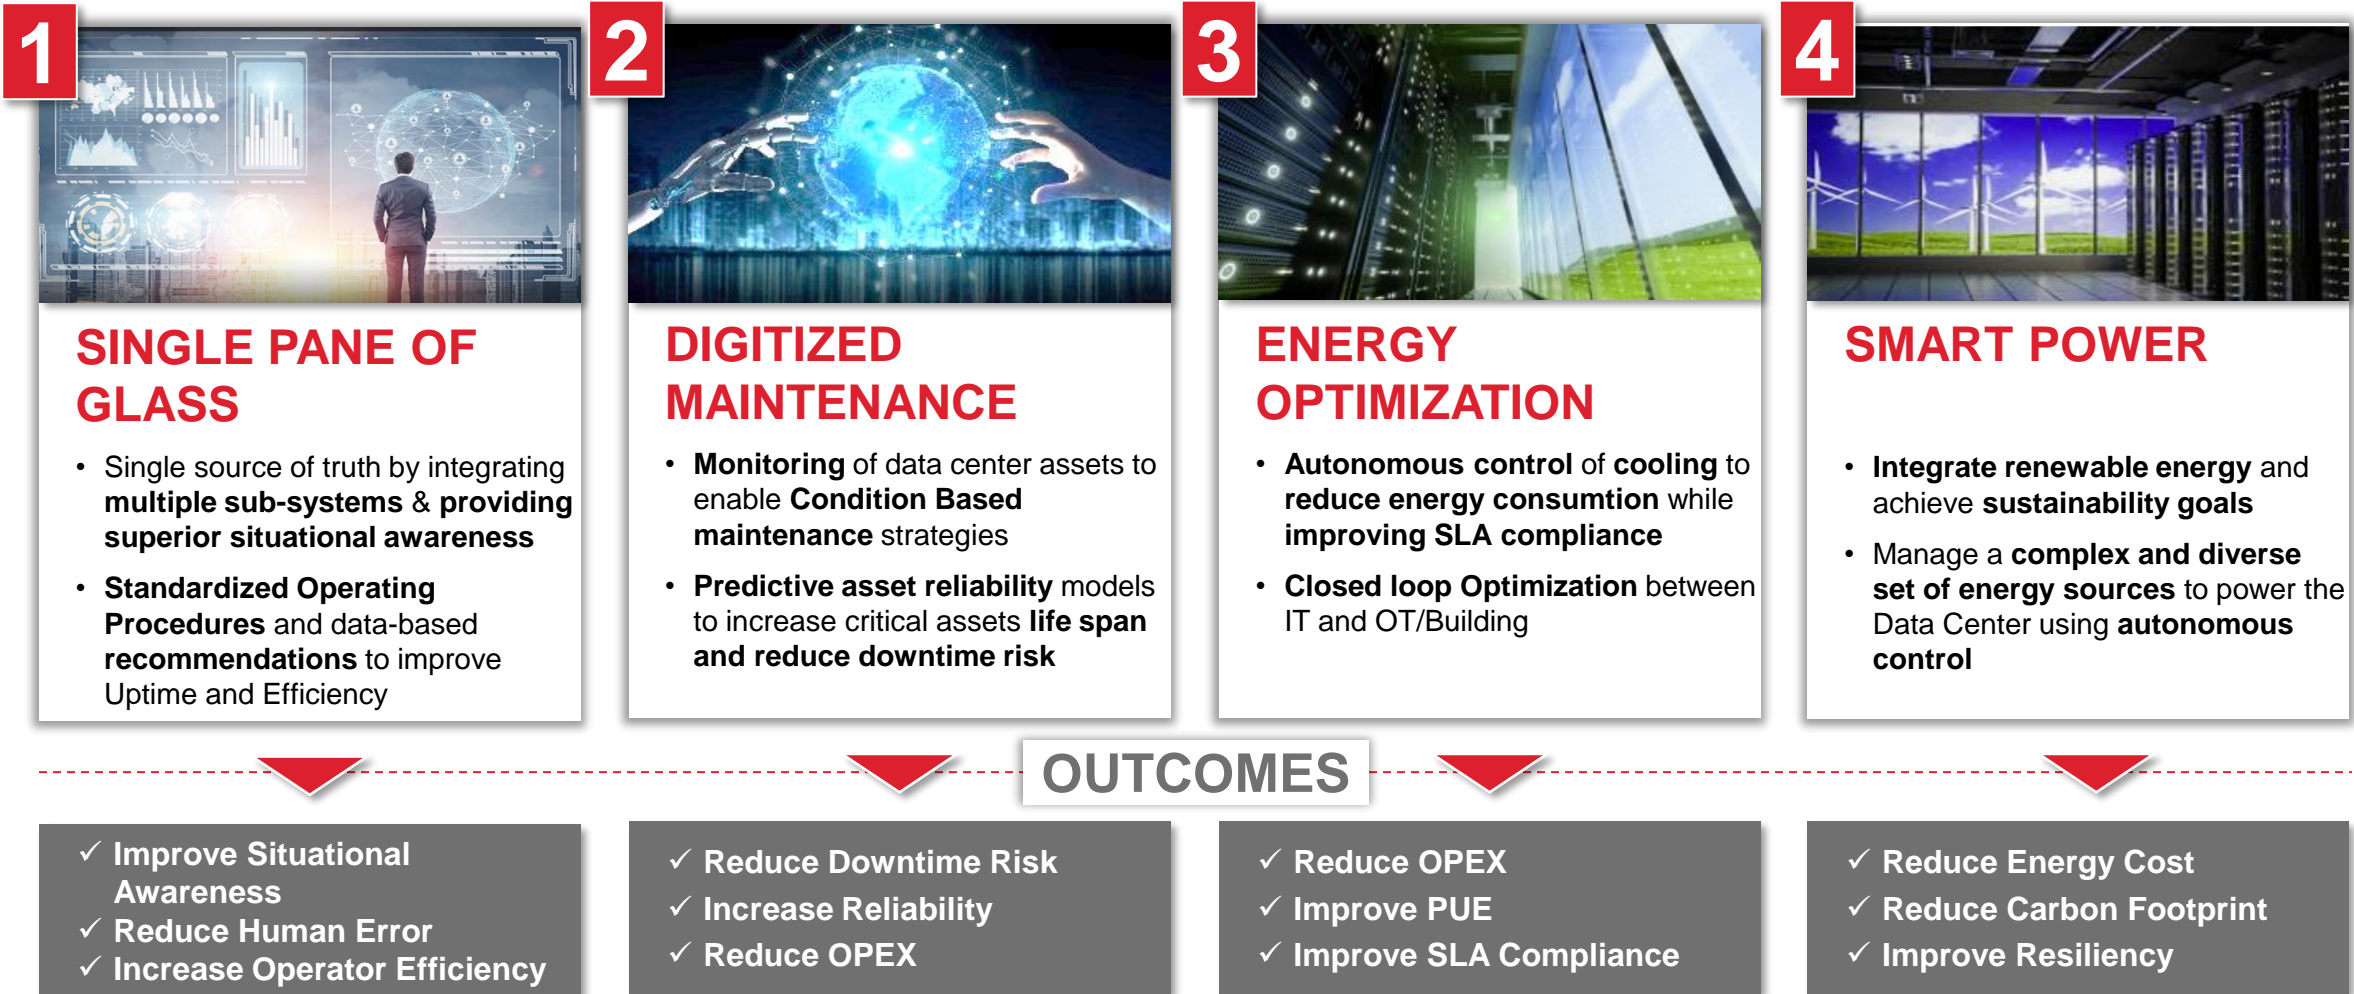 1
SINGLE PANE OF
GLASS
• Single source of truth by integrating
multiple sub-systems & providing
superior situational awareness
• Standardized Operating
Procedures and data-based
recommendations to improve
Uptime and Efficiency
2
DIGITIZED
MAINTENANCE
• Monitoring of data center assets to
enable Condition Based
maintenance strategies
• Predictive asset reliability models
to increase critical assets life span
and reduce downtime risk
3
ENERGY
OPTIMIZATION
• Autonomous control of cooling to
reduce energy consumtion while
improving SLA compliance
• Closed loop Optimization between
IT and OT/Building
4
SMART POWER
• Integrate renewable energy and
achieve sustainability goals
• Manage a complex and diverse
set of energy sources to power the
Data Center using autonomous
control
OUTCOMES
✓ Improve Situational
Awareness
✓ Reduce Human Error
✓ Increase Operator Efficiency
✓ Reduce Downtime Risk
✓ Increase Reliability
✓ Reduce OPEX
✓ Reduce OPEX
✓ Improve PUE
✓ Improve SLA Compliance
✓ Reduce Energy Cost
✓ Reduce Carbon Footprint
✓ Improve Resiliency